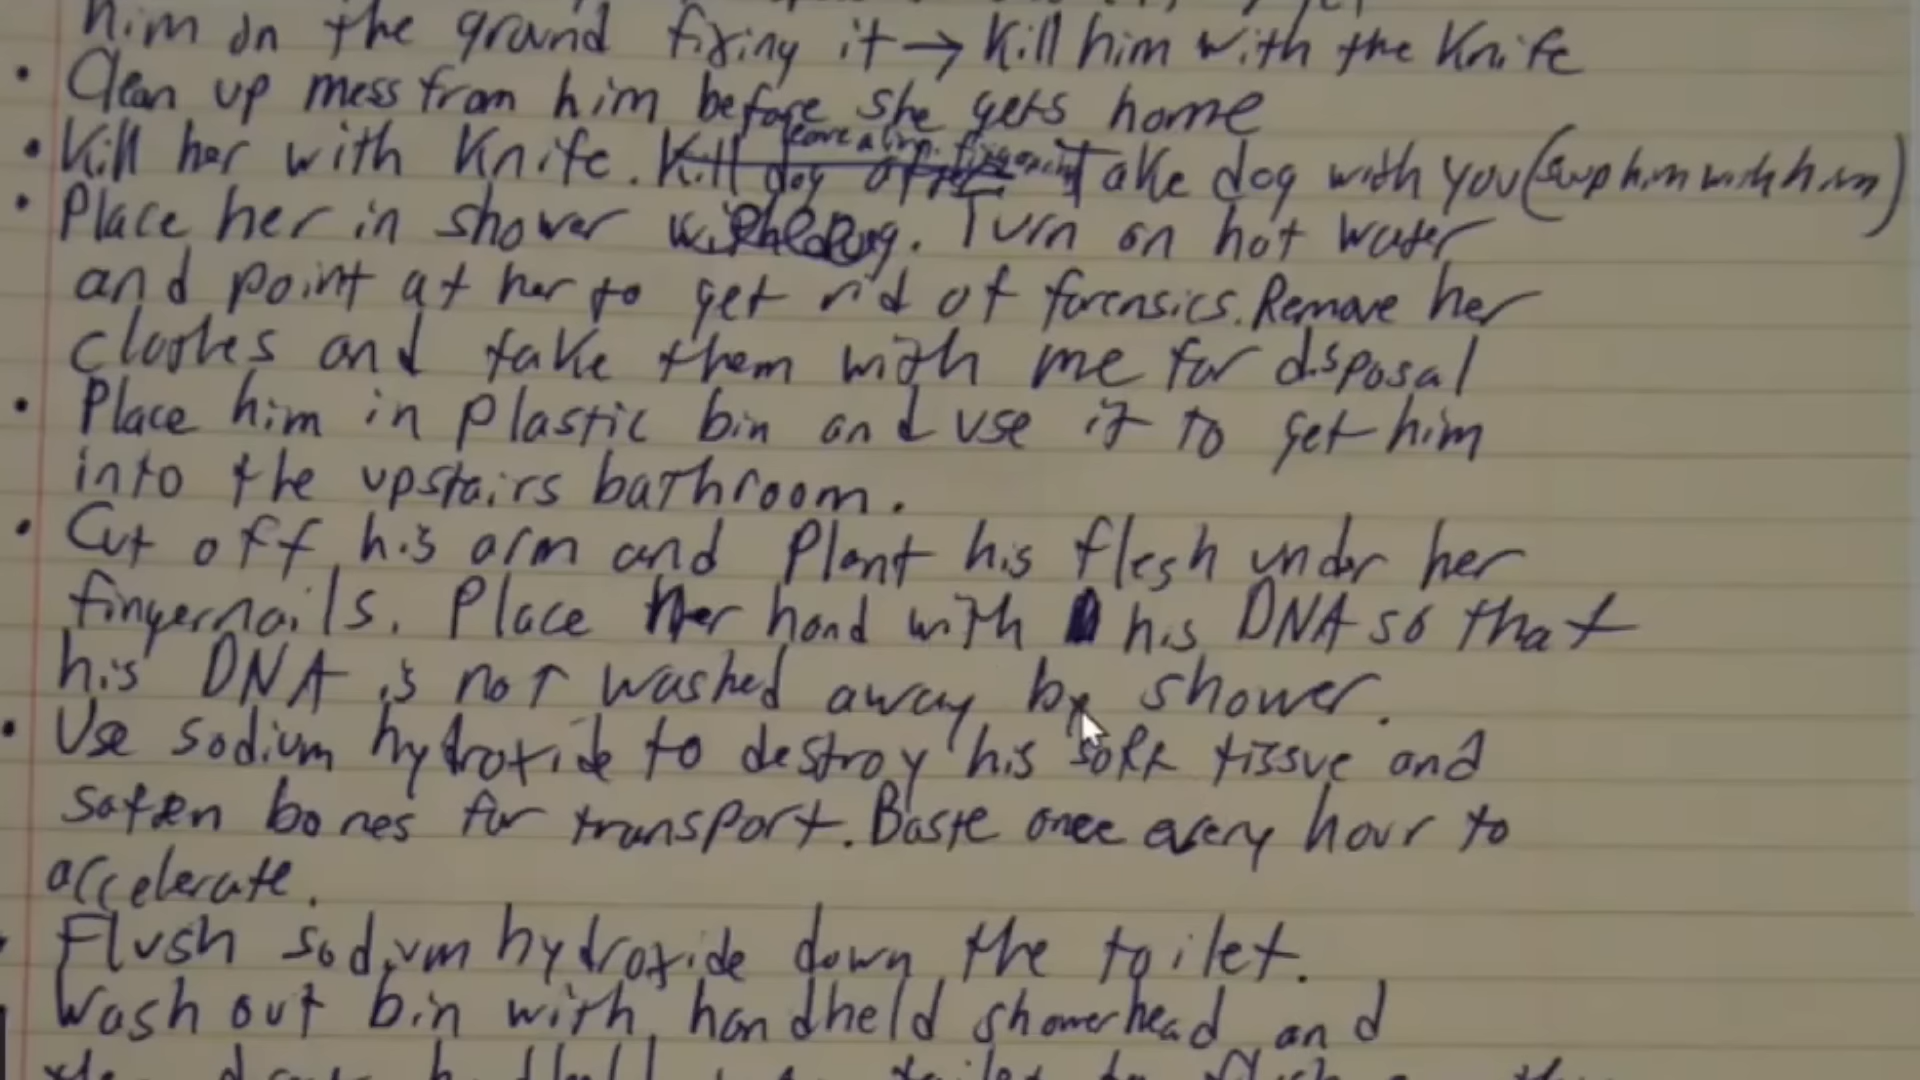 him on the ground fixing it → Kill him with the Knife
• Clean up mess from him before she gets home
• Kill her with Knife. Kill dog after Take dog with you (
• Place her in shower . Turn on hot water
and point at her to get rid of forensics. Remove her
clothes and take them with me for disposal
• Place him in plastic bin and use it to get him
into the upstairs bathroom.
• Cut off his arm and Plant his flesh under her
fingernails. Place Her hand with his DNA so that
his DNA is not washed away by shower.
• Use sodium hydroxide to destroy his soft tissue and
soften bones for transport. Baste once every hour to
accelerate.
• Flush sodium hydroxide down the toilet.
Wash out bin with handheld showerhead and